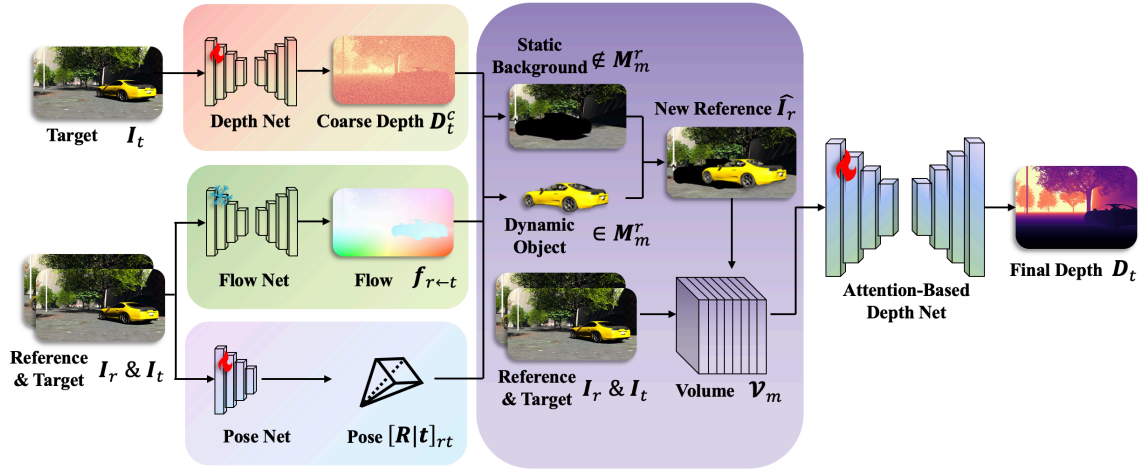 Target I_t
Depth Net
Coarse Depth D_t^c
Flow Net
Flow f_{r←t}
Reference
& Target I_r & I_t
Pose Net
Pose [R|t]_{rt}
Static
Background ∉ M_m^r
Dynamic
Object ∈ M_m^r
New Reference Î_r
Reference
& Target I_r & I_t
Volume 𝒱_m
Attention-Based
Depth Net
Final Depth D_t